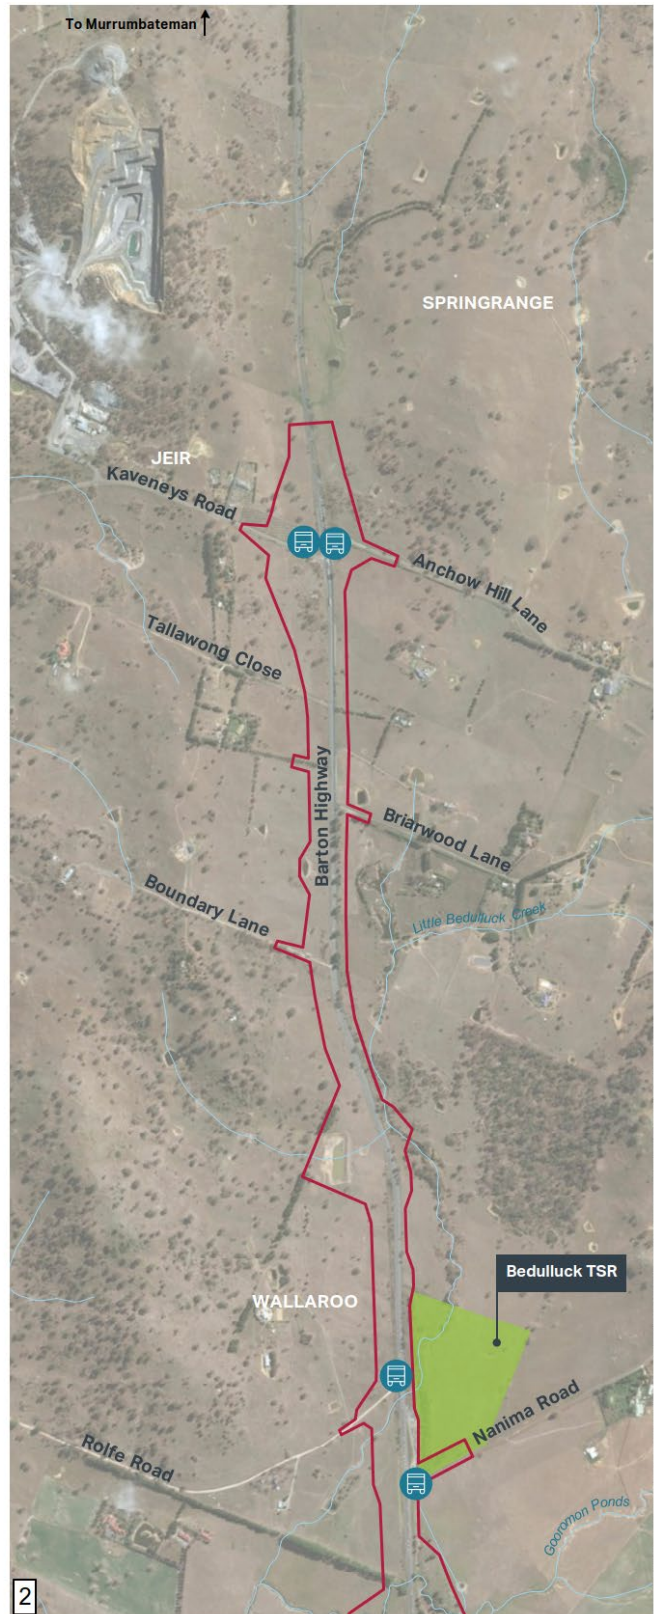 To Murrumbateman
SPRINGRANGE
JEIR
Kaveneys Road
Anchow Hill Lane
Tallawong Close
Barton Highway
Briarwood Lane
Boundary Lane
Little Bedulluck Creek
Bedulluck TSR
WALLAROO
Nanima Road
Rolfe Road
Gooromon Ponds
2